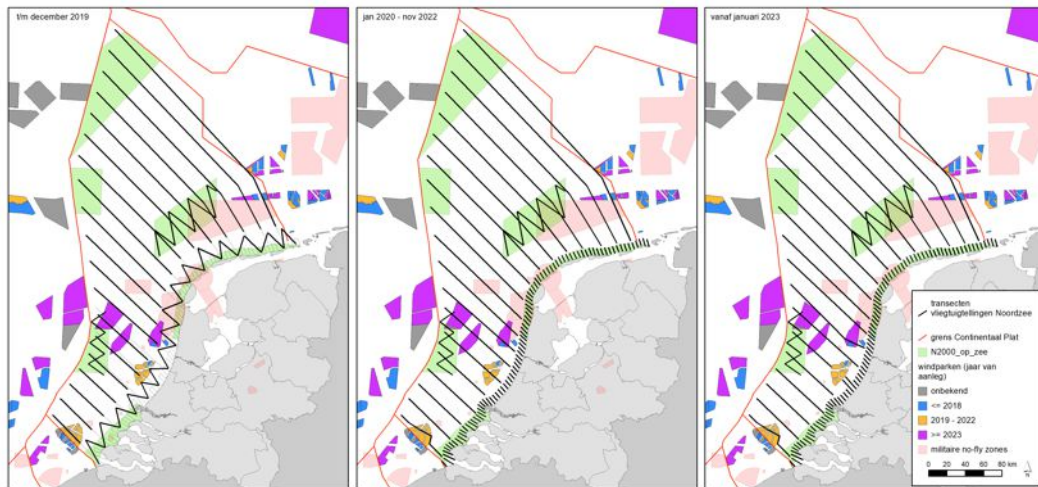 t/m december 2019
jan 2020 - nov 2022
vanaf januari 2023
transecten
vliegtuigtellingen Noordzee
grens Continentaal Plat
N2000_op_zee
windparken (jaar van
aanleg)
onbekend
<= 2018
2019 - 2022
>= 2023
militaire no-fly zones
0 20 40 60 80 km
N